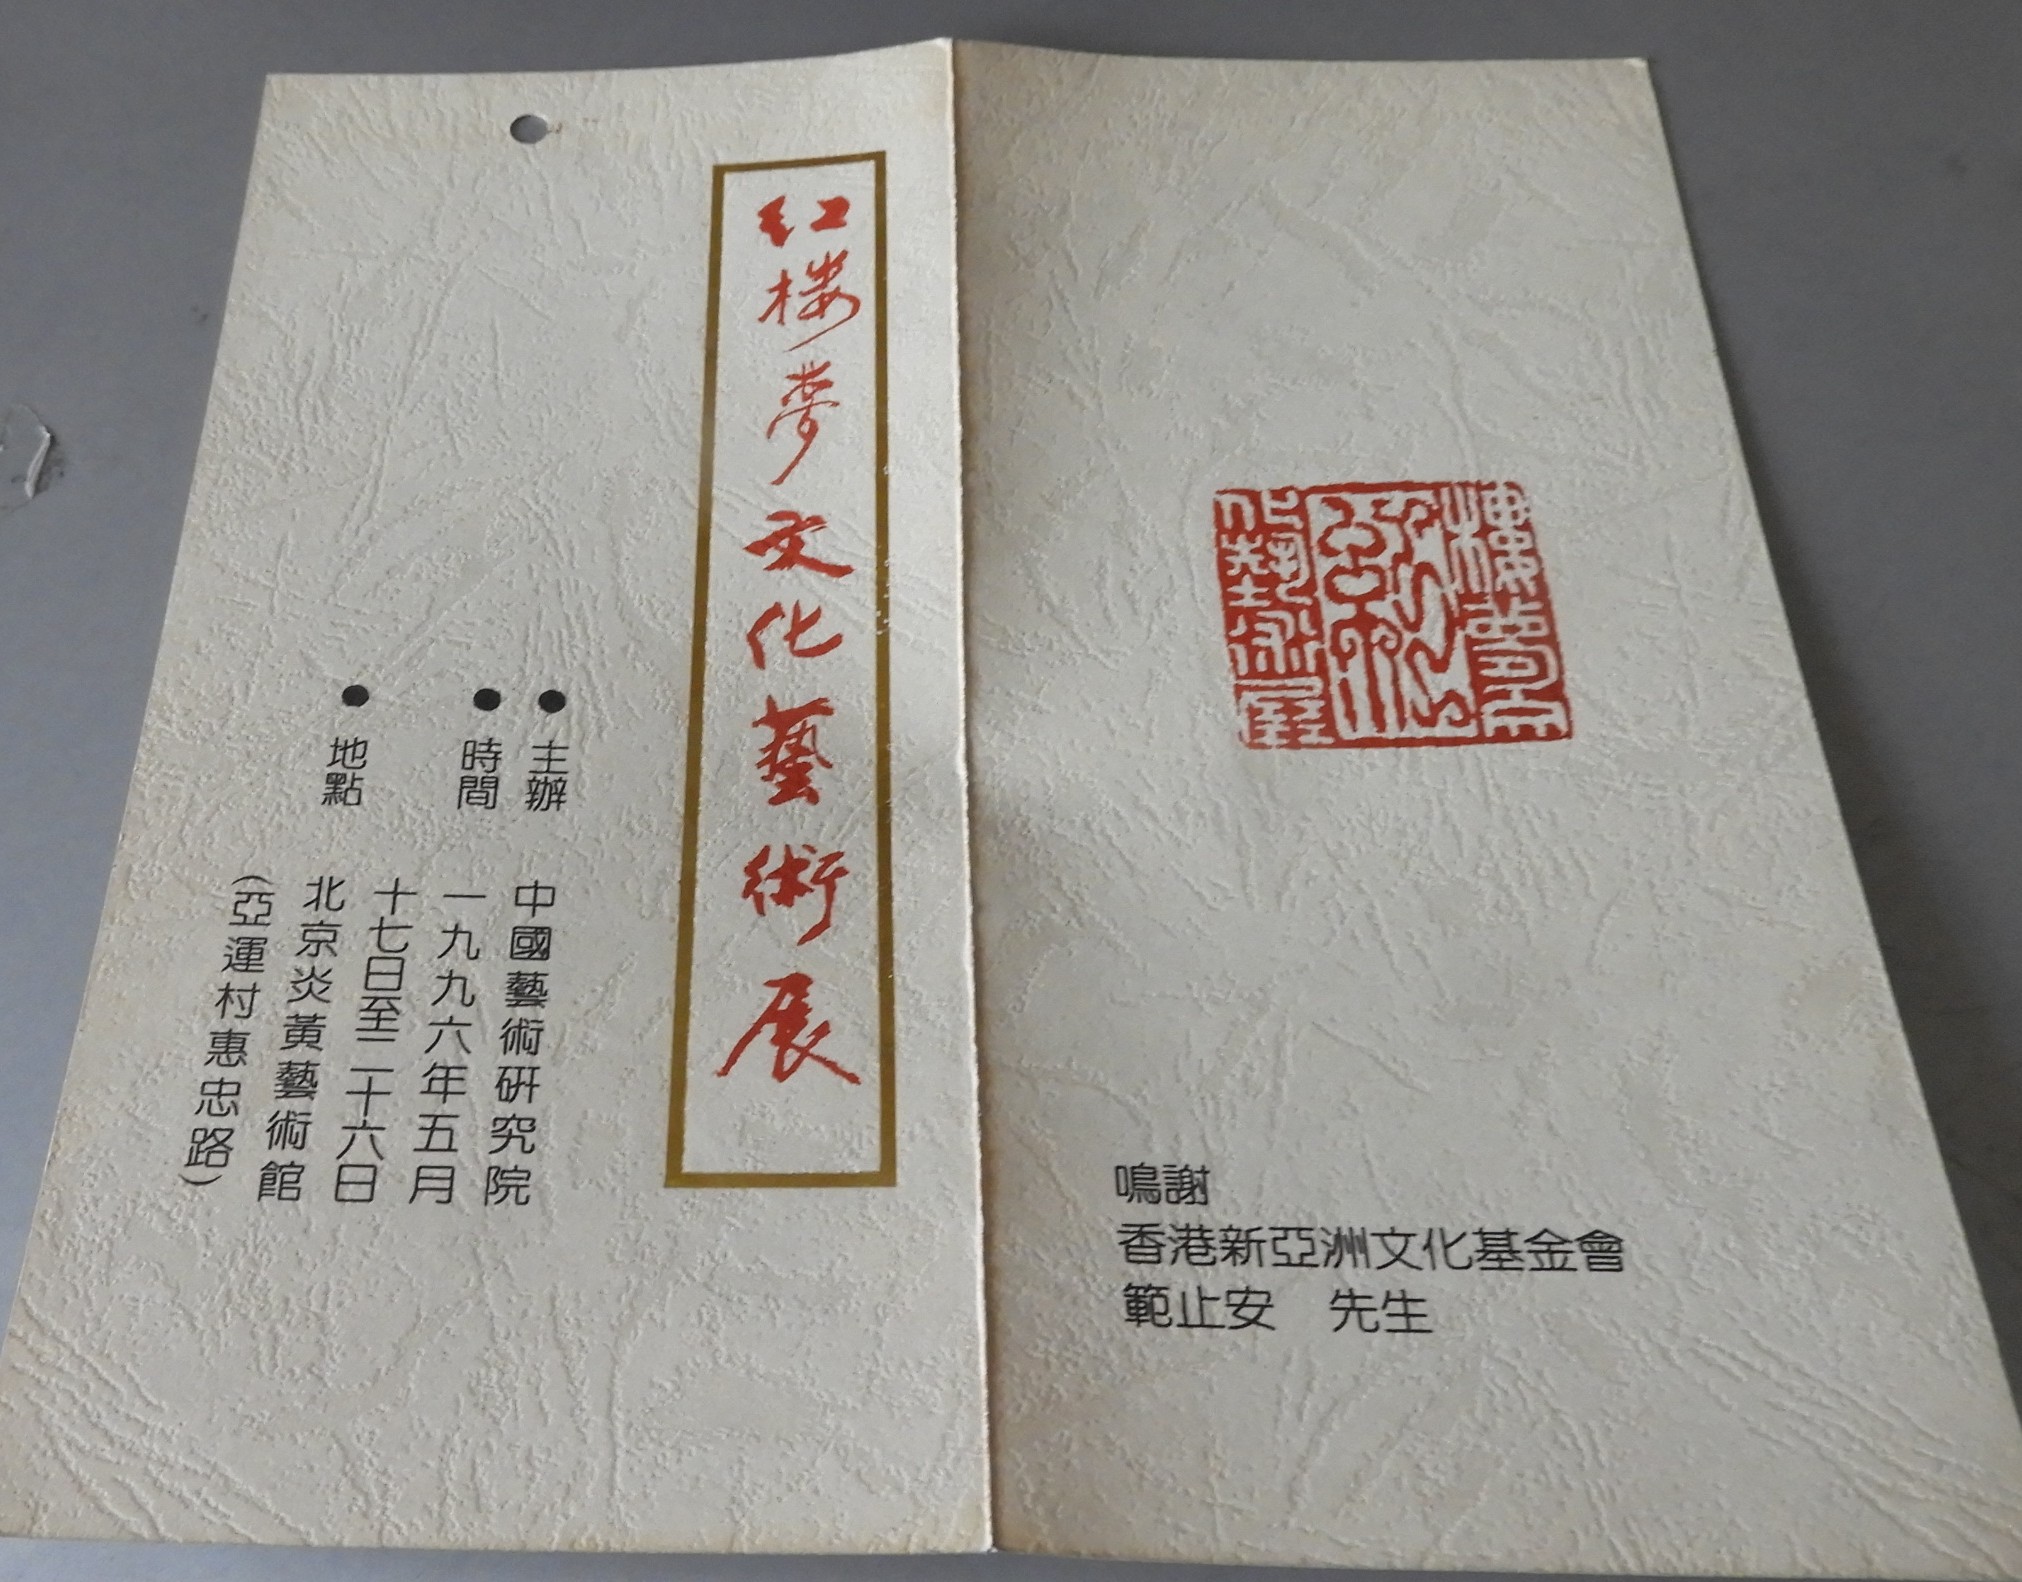 红楼夢文化藝術展
主辦 中國藝術研究院
時間 一九九六年五月
十七日至二十六日
地點 北京炎黃藝術館
(亞運村惠忠路)
鳴謝
香港新亞洲文化基金會
範止安 先生